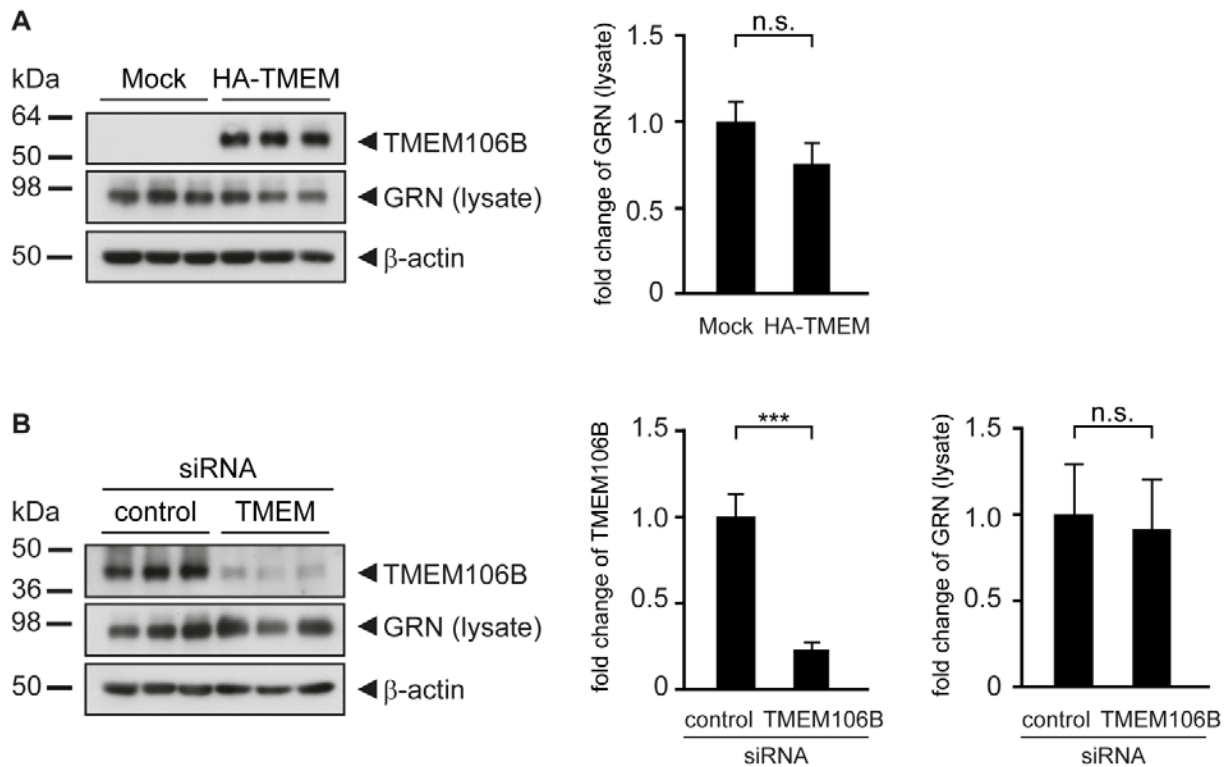 A
kDa
Mock HA-TMEM
64
50
◄TMEM106B
98
◄GRN (lysate)
50
◄β-actin
fold change of GRN (lysate)
1.5
1.0
0.5
0
n.s.
Mock HA-TMEM
B
siRNA
kDa
control TMEM
50
36
◄TMEM106B
98
◄GRN (lysate)
50
◄β-actin
fold change of TMEM106B
1.5
1.0
0.5
0
***
control TMEM106B
siRNA
fold change of GRN (lysate)
1.5
1.0
0.5
0
n.s.
control TMEM106B
siRNA